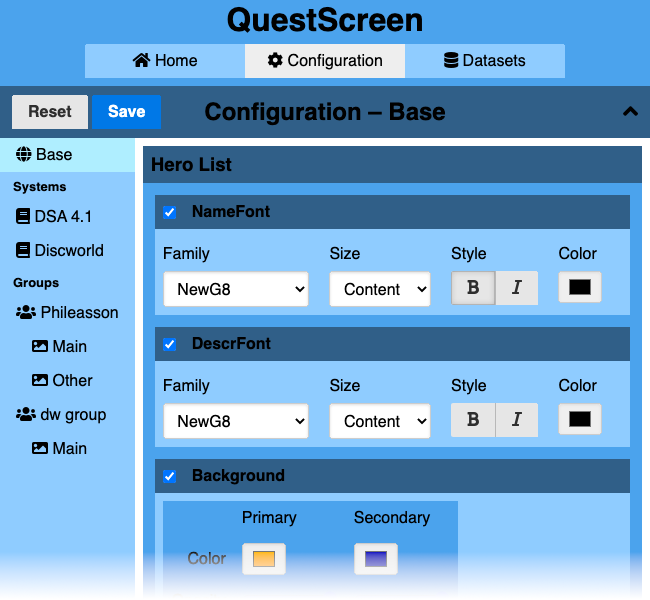 QuestScreen
Home Configuration Datasets
Reset Save Configuration – Base
Base
Systems
DSA 4.1
Discworld
Groups
Phileasson
Main
Other
dw group
Main
Hero List
NameFont
Family Size Style Color
NewG8 Content B I
DescrFont
Family Size Style Color
NewG8 Content B I
Background
Primary Secondary
Color